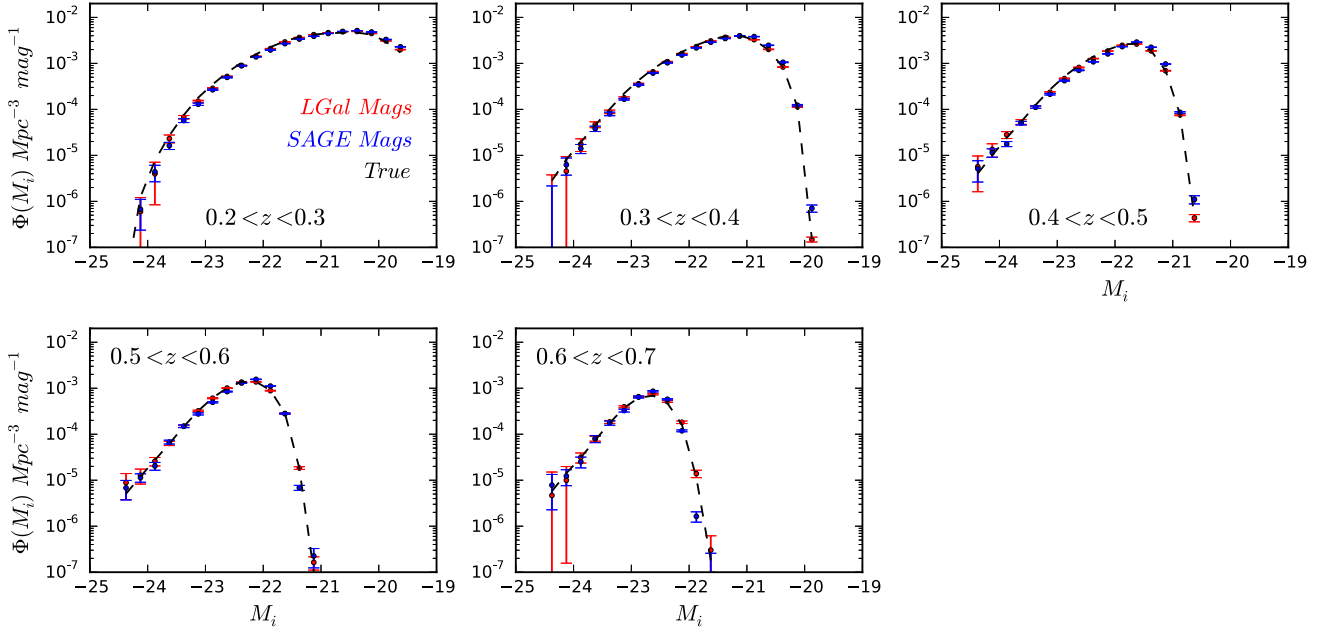 10⁻²
10⁻³
10⁻⁴
10⁻⁵
10⁻⁶
10⁻⁷
Φ(M_i) Mpc⁻³ mag⁻¹
LGal Mags
SAGE Mags
True
0.2 < z < 0.3
−25 −24 −23 −22 −21 −20 −19
10⁻²
10⁻³
10⁻⁴
10⁻⁵
10⁻⁶
10⁻⁷
0.3 < z < 0.4
−25 −24 −23 −22 −21 −20 −19
10⁻²
10⁻³
10⁻⁴
10⁻⁵
10⁻⁶
10⁻⁷
0.4 < z < 0.5
−25 −24 −23 −22 −21 −20 −19
M_i
10⁻²
10⁻³
10⁻⁴
10⁻⁵
10⁻⁶
10⁻⁷
Φ(M_i) Mpc⁻³ mag⁻¹
0.5 < z < 0.6
−25 −24 −23 −22 −21 −20 −19
M_i
10⁻²
10⁻³
10⁻⁴
10⁻⁵
10⁻⁶
10⁻⁷
0.6 < z < 0.7
−25 −24 −23 −22 −21 −20 −19
M_i